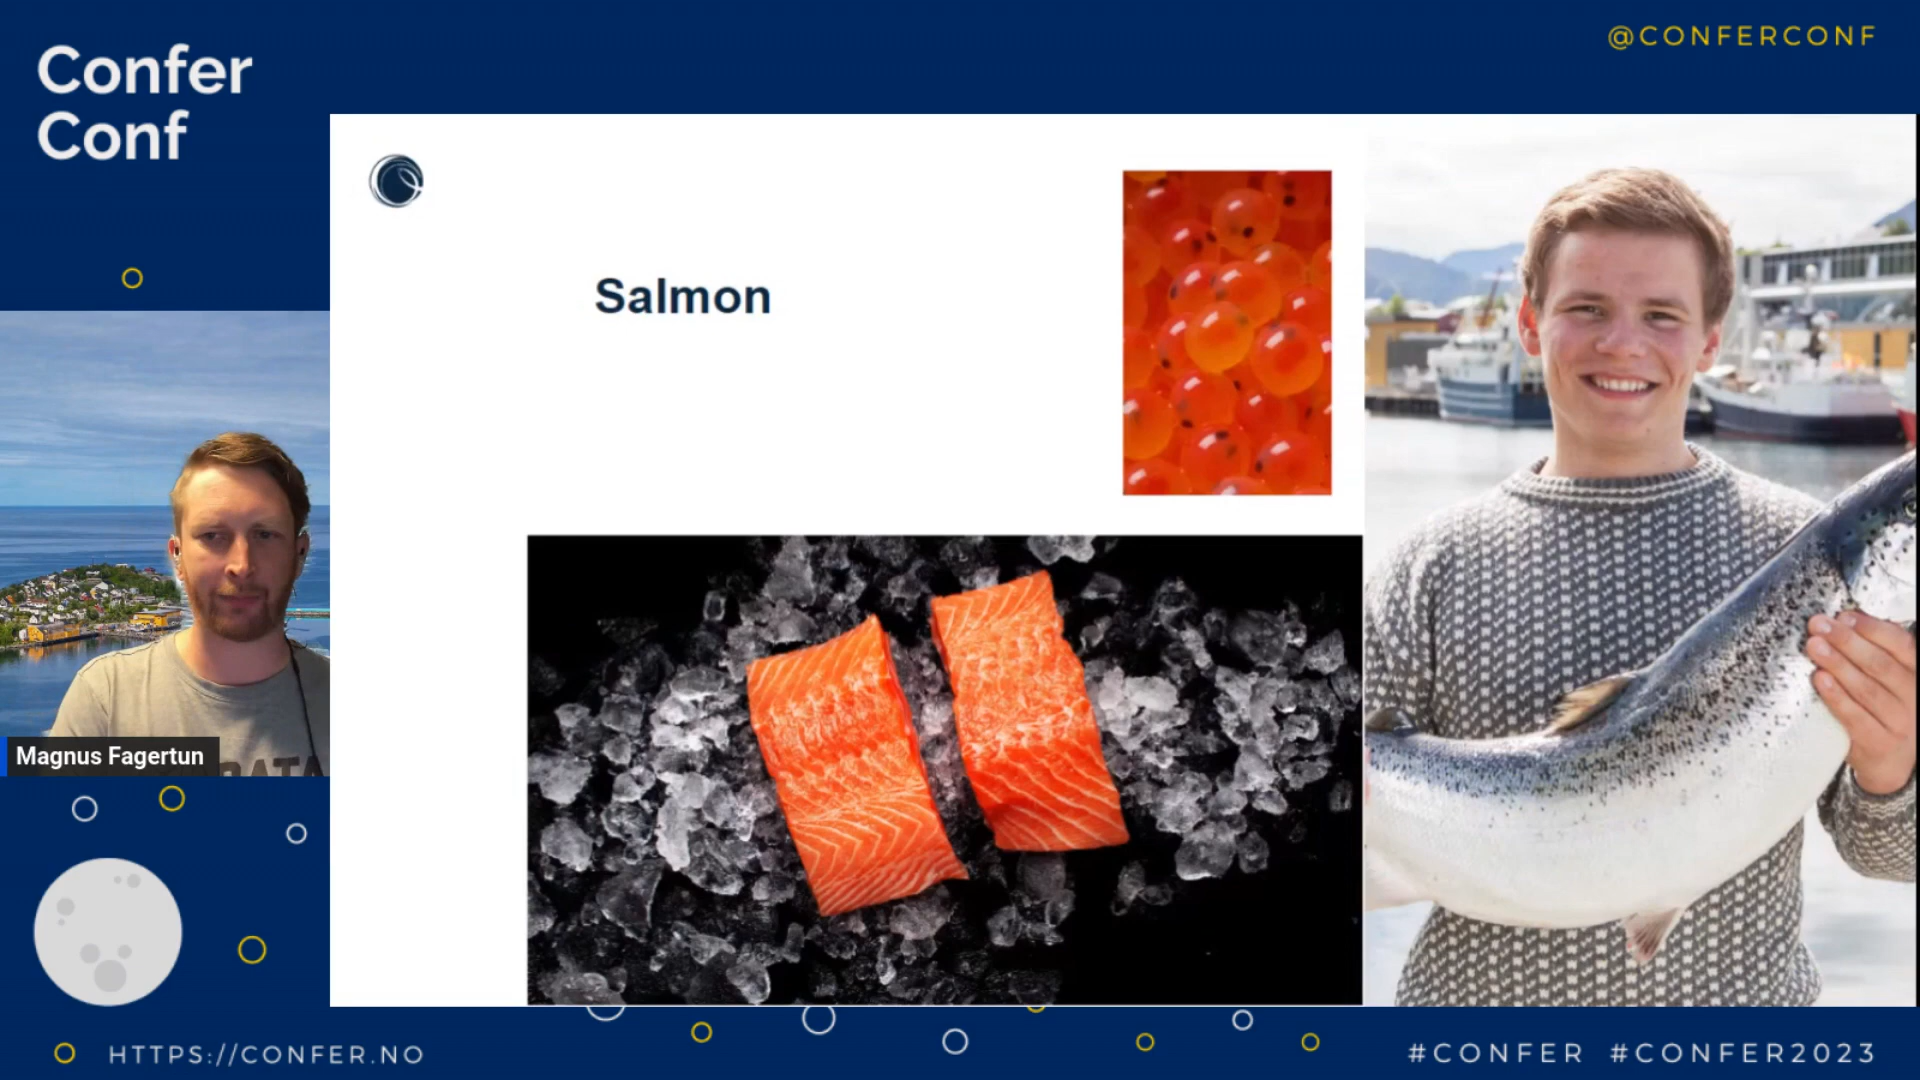 Confer
Conf
@CONFERCONF
Salmon
Magnus Fagertun
HTTPS://CONFER.NO
#CONFER #CONFER2023